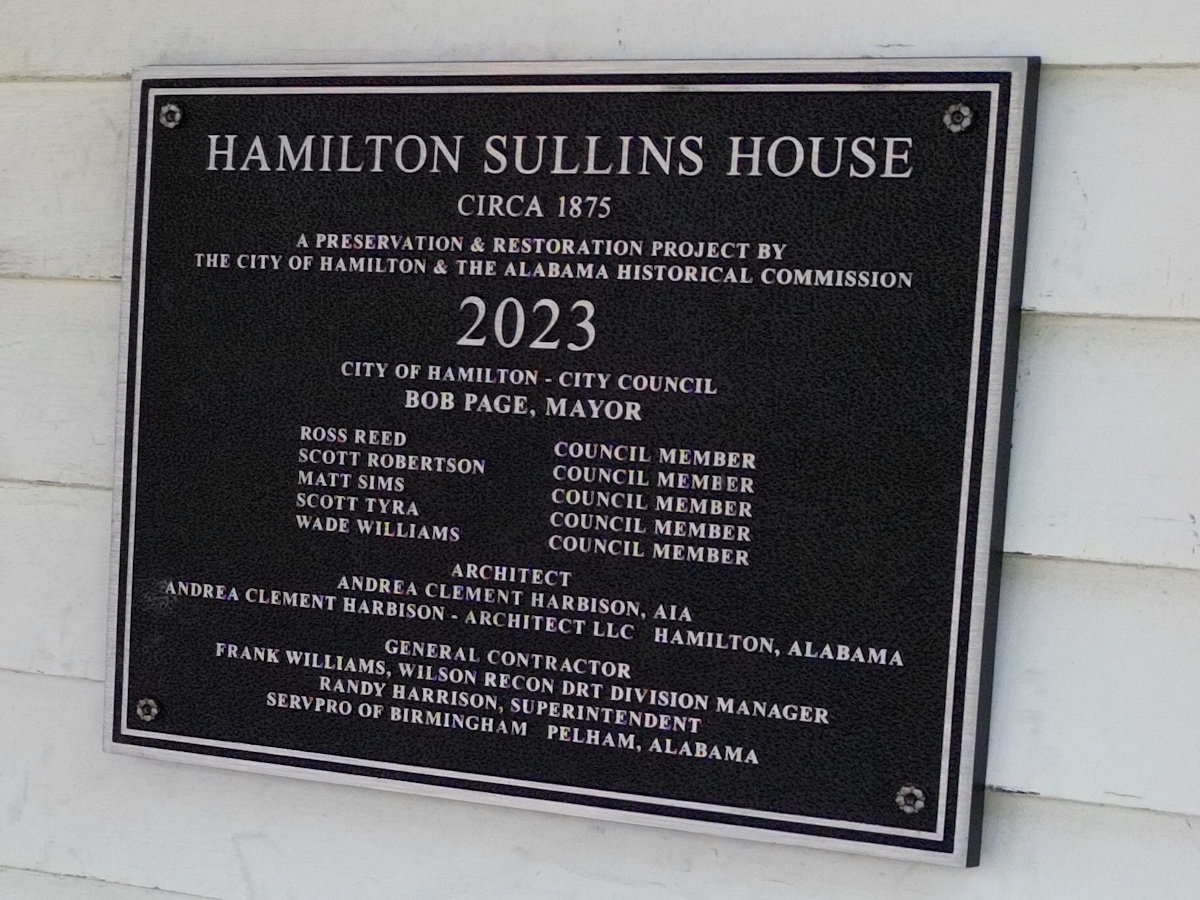 HAMILTON SULLINS HOUSE
CIRCA 1875
A PRESERVATION & RESTORATION PROJECT BY
THE CITY OF HAMILTON & THE ALABAMA HISTORICAL COMMISSION
2023
CITY OF HAMILTON - CITY COUNCIL
BOB PAGE, MAYOR
ROSS REED COUNCIL MEMBER
SCOTT ROBERTSON COUNCIL MEMBER
MATT SIMS COUNCIL MEMBER
SCOTT TYRA COUNCIL MEMBER
WADE WILLIAMS COUNCIL MEMBER
ARCHITECT
ANDREA CLEMENT HARBISON, AIA
ANDREA CLEMENT HARBISON - ARCHITECT LLC HAMILTON, ALABAMA
GENERAL CONTRACTOR
FRANK WILLIAMS, WILSON RECON DRT DIVISION MANAGER
RANDY HARRISON, SUPERINTENDENT
SERVPRO OF BIRMINGHAM PELHAM, ALABAMA